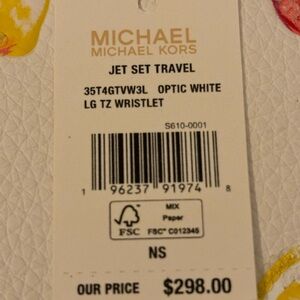 MICHAEL
MICHAEL KORS
JET SET TRAVEL
35T4GTVW3L OPTIC WHITE
LG TZ WRISTLET
S610-0001
1 96237 91974 8
FSC
MIX
Paper
FSC® C012345
NS
OUR PRICE $298.00